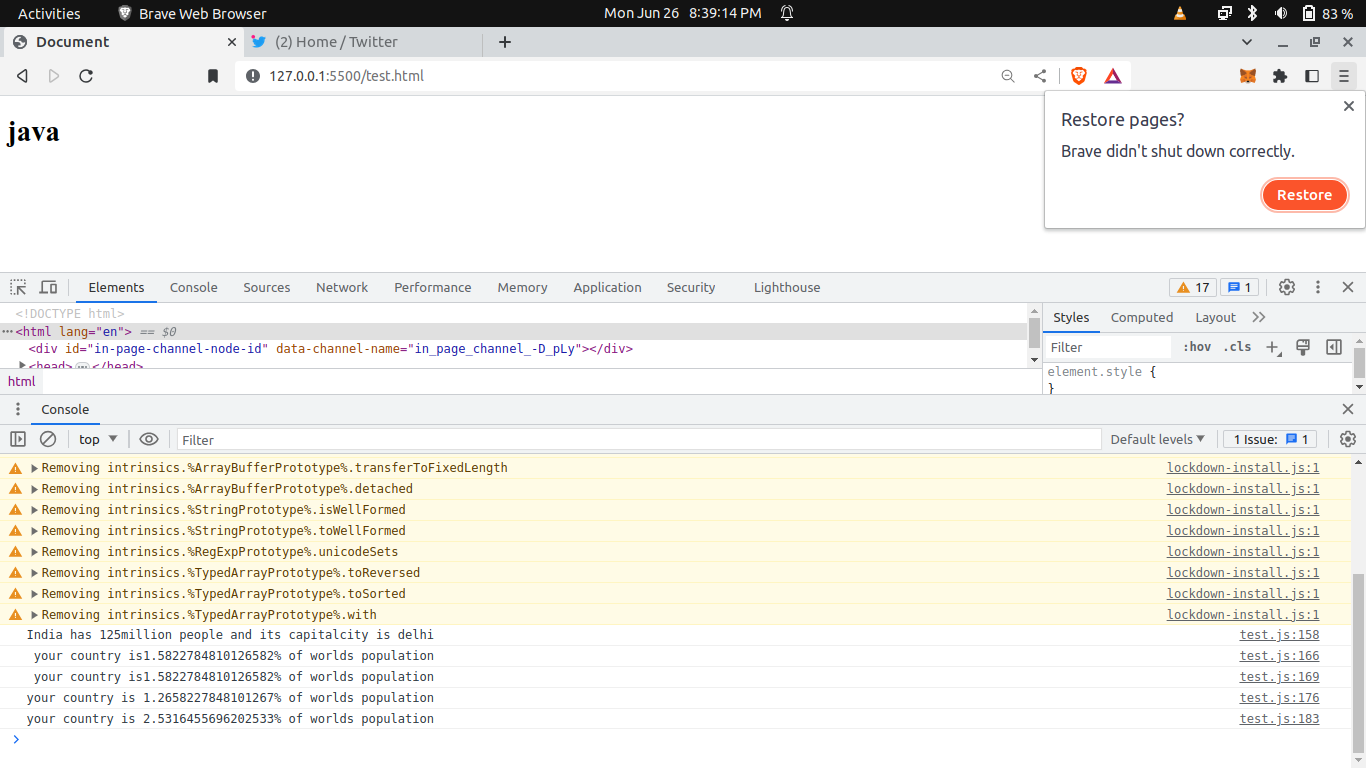 Activities Brave Web Browser Mon Jun 26 8:39:14 PM 83 %
Document (2) Home / Twitter
127.0.0.1:5500/test.html
java
Restore pages?
Brave didn't shut down correctly.
Restore
Elements Console Sources Network Performance Memory Application Security Lighthouse 17 1
<!DOCTYPE html>
<html lang="en"> == $0
<div id="in-page-channel-node-id" data-channel-name="in_page_channel_-D_pLy"></div>
<head>…</head>
html
Styles Computed Layout
Filter :hov .cls
element.style {
}
Console
top Filter Default levels 1 Issue: 1
Removing intrinsics.%ArrayBufferPrototype%.transferToFixedLength lockdown-install.js:1
Removing intrinsics.%ArrayBufferPrototype%.detached lockdown-install.js:1
Removing intrinsics.%StringPrototype%.isWellFormed lockdown-install.js:1
Removing intrinsics.%StringPrototype%.toWellFormed lockdown-install.js:1
Removing intrinsics.%RegExpPrototype%.unicodeSets lockdown-install.js:1
Removing intrinsics.%TypedArrayPrototype%.toReversed lockdown-install.js:1
Removing intrinsics.%TypedArrayPrototype%.toSorted lockdown-install.js:1
Removing intrinsics.%TypedArrayPrototype%.with lockdown-install.js:1
India has 125million people and its capitalcity is delhi test.js:158
your country is1.5822784810126582% of worlds population test.js:166
your country is1.5822784810126582% of worlds population test.js:169
your country is 1.2658227848101267% of worlds population test.js:176
your country is 2.5316455696202533% of worlds population test.js:183